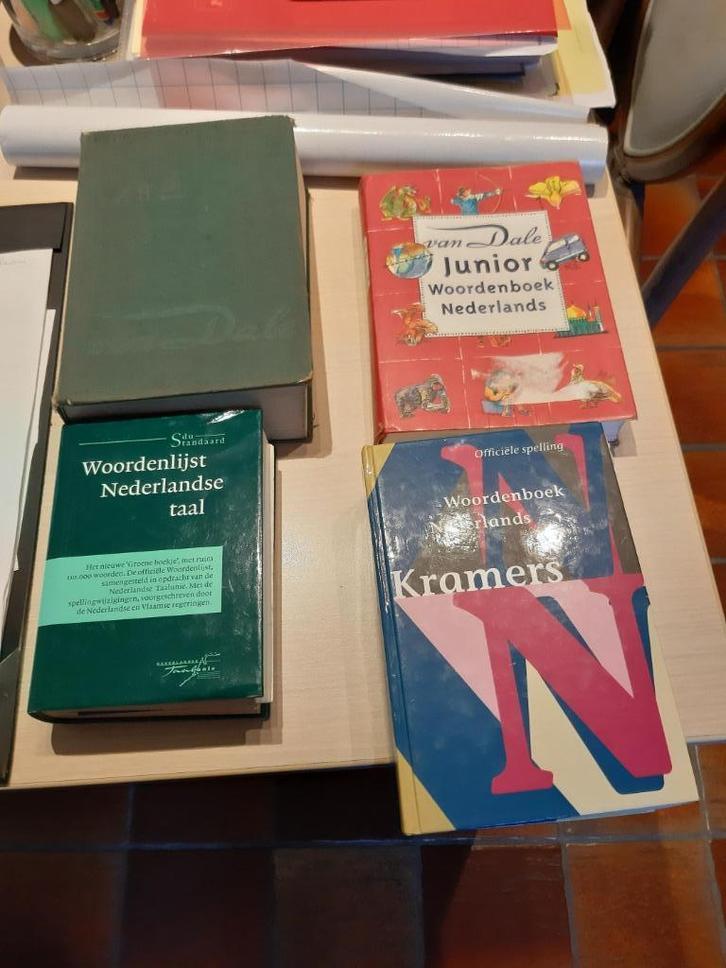 van Dale
Junior
Woordenboek
Nederlands
Sdu
Standaard
Woordenlijst
Nederlandse
taal
Het nieuwe 'Groene boekje', met ruim
110.000 woorden. De officiële Woordenlijst,
samengesteld in opdracht van de
Nederlandse Taalunie. Met de
spellingwijzigingen, voorgeschreven door
de Nederlandse en Vlaamse regeringen.
Officiële spelling
Woordenboek
Nederlands
Kramers
N
N